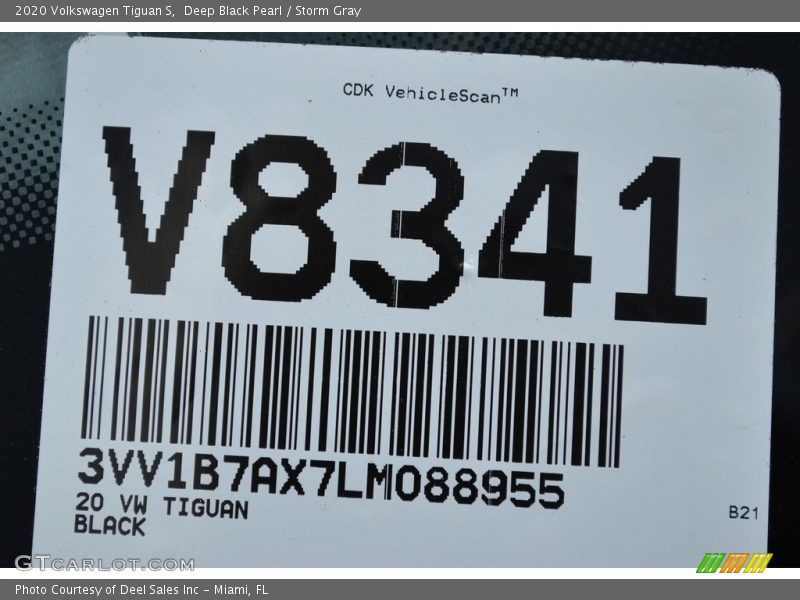 2020 Volkswagen Tiguan S,  Deep Black Pearl / Storm Gray
CDK VehicleScan™
V8341
3VV1B7AX7LM088955
20 VW TIGUAN
BLACK
B21
GTcarlot.com
Photo Courtesy of Deel Sales Inc - Miami, FL